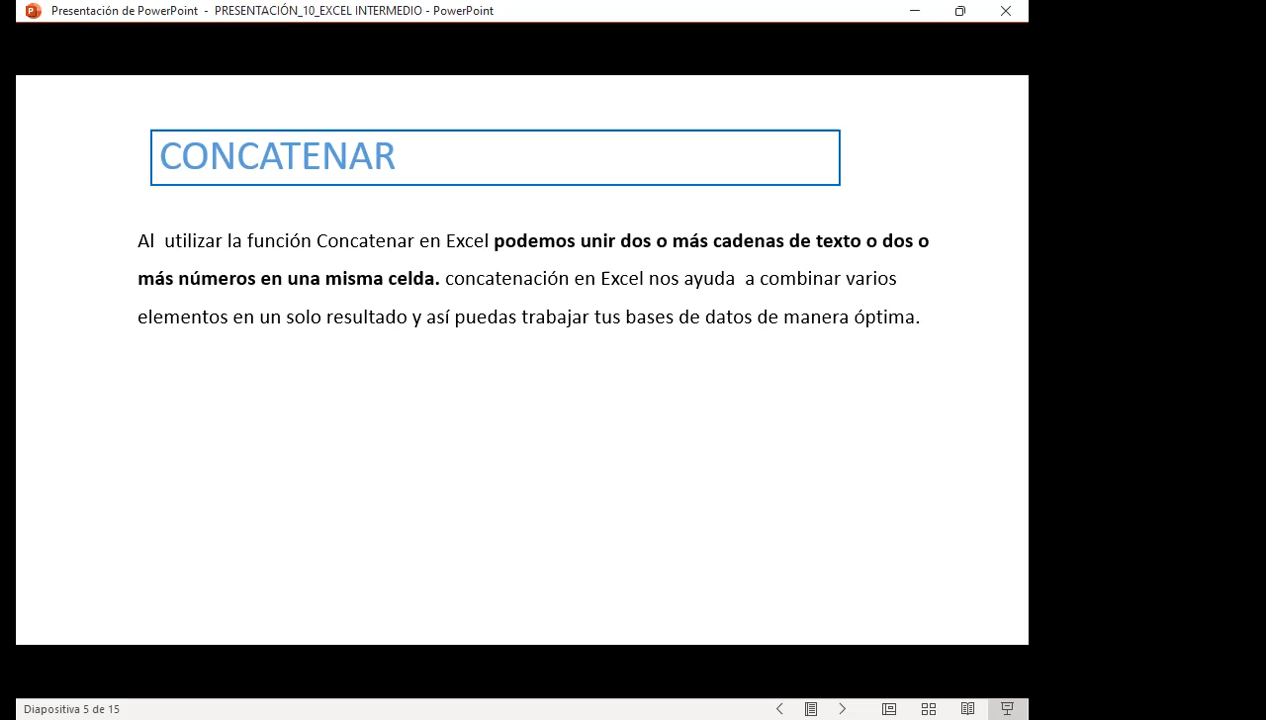 Presentación de PowerPoint - PRESENTACIÓN_10_EXCEL INTERMEDIO - PowerPoint
CONCATENAR
Al  utilizar la función Concatenar en Excel podemos unir dos o más cadenas de texto o dos o
más números en una misma celda. concatenación en Excel nos ayuda  a combinar varios
elementos en un solo resultado y así puedas trabajar tus bases de datos de manera óptima.
Diapositiva 5 de 15